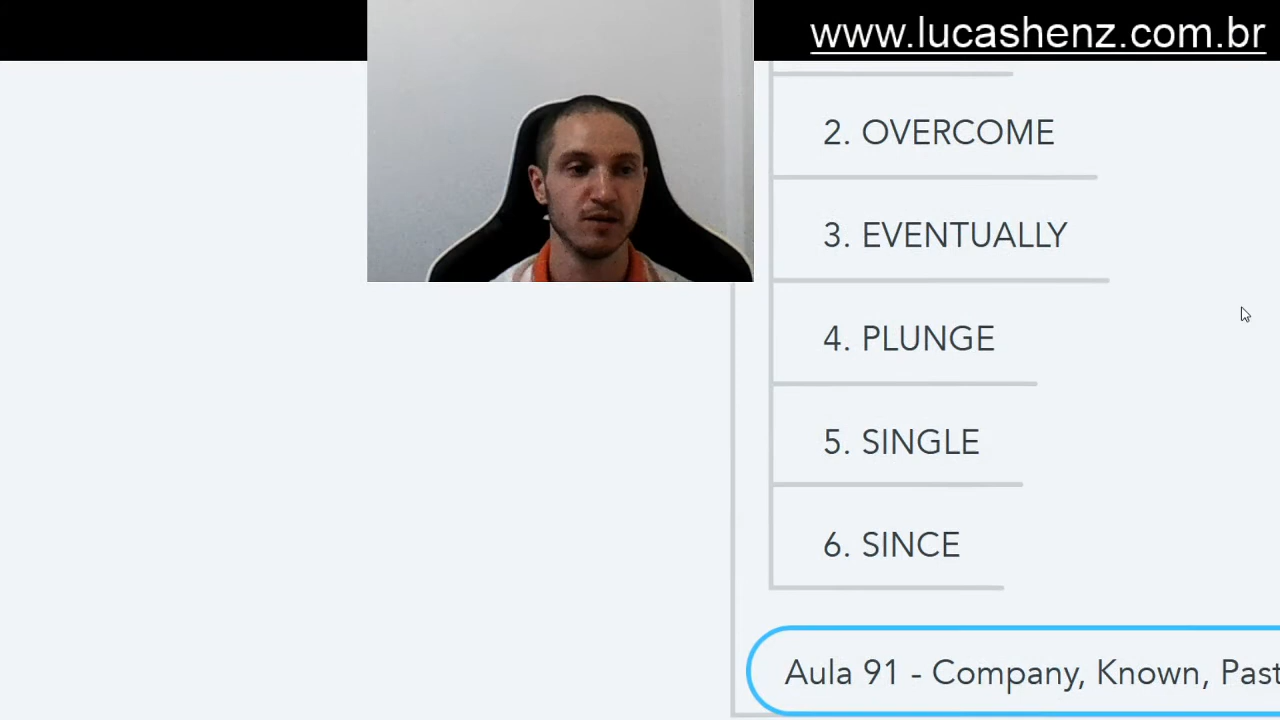 www.lucashenz.com.br
2. OVERCOME
3. EVENTUALLY
4. PLUNGE
5. SINGLE
6. SINCE
Aula 91 - Company, Known, Past